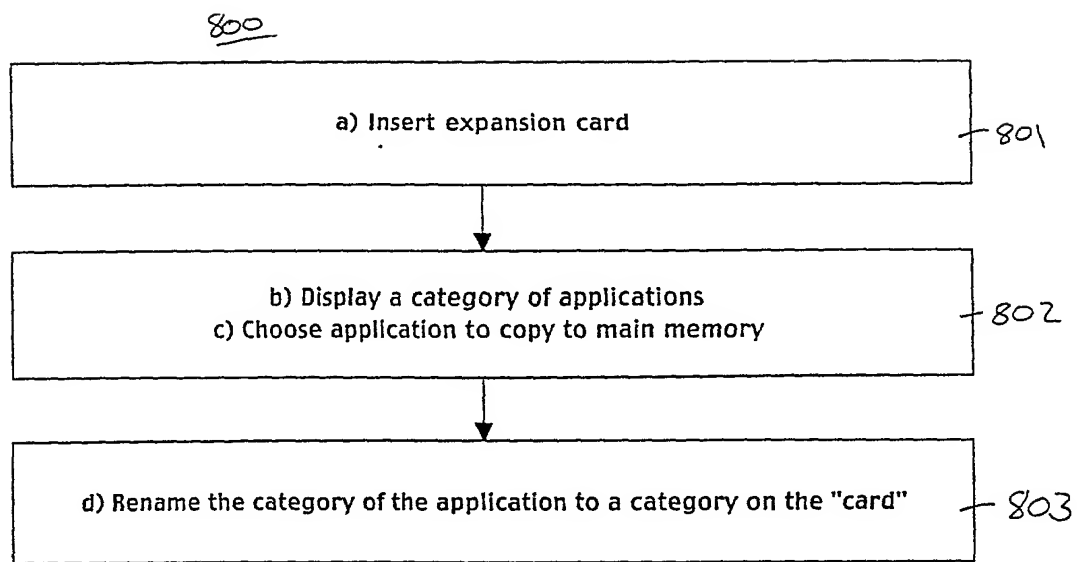 800
a) Insert expansion card
801
b) Display a category of applications
c) Choose application to copy to main memory
802
d) Rename the category of the application to a category on the "card"
803